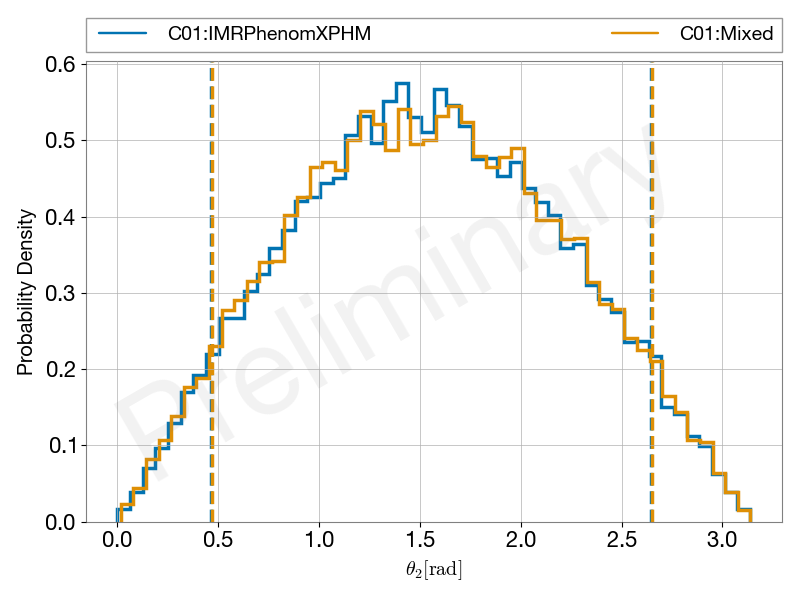 C01:IMRPhenomXPHM C01:Mixed
0.6
0.5
0.4
0.3
0.2
0.1
0.0
Probability Density
Preliminary
0.0 0.5 1.0 1.5 2.0 2.5 3.0
θ₂[rad]